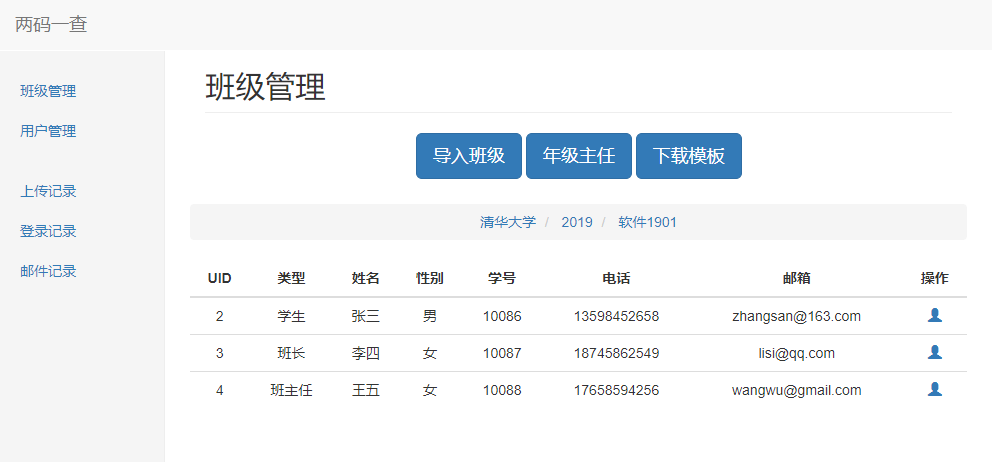 两码一查
班级管理
用户管理
上传记录
登录记录
邮件记录
班级管理
导入班级 年级主任 下载模板
清华大学 / 2019 / 软件1901
UID 类型 姓名 性别 学号 电话 邮箱 操作
2 学生 张三 男 10086 13598452658 zhangsan@163.com
3 班长 李四 女 10087 18745862549 lisi@qq.com
4 班主任 王五 女 10088 17658594256 wangwu@gmail.com